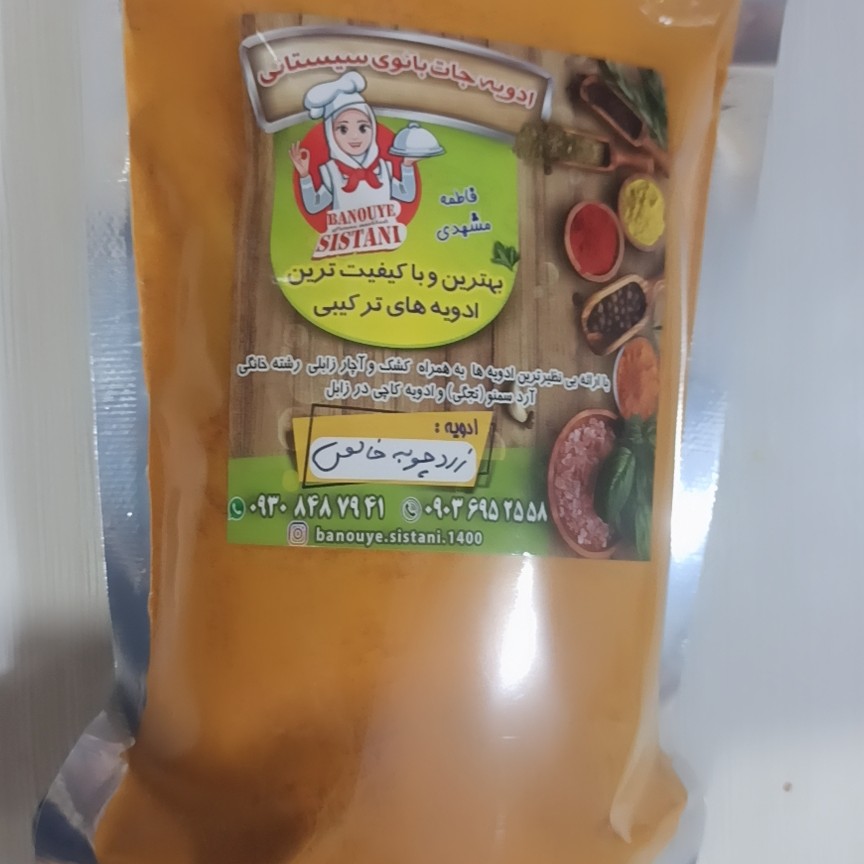 ادویه جات بانوی سیستانی
BANOUYE
SISTANI
فاطمه
مشهدی
بهترین و با کیفیت ترین
ادویه های ترکیبی
با ارائه بی نظیرترین ادویه ها به همراه کشک و آچار زابلی رشته خانگی
آرد سمنو (تجگی) و ادویه کاچی در زابل
ادویه :
زردچوبه خالص
۰۹۳۰ ۸۴۸ ۷۹ ۴۱ ۰۹۰۳ ۶۹۵ ۲۵ ۵۸
banouye.sistani.1400